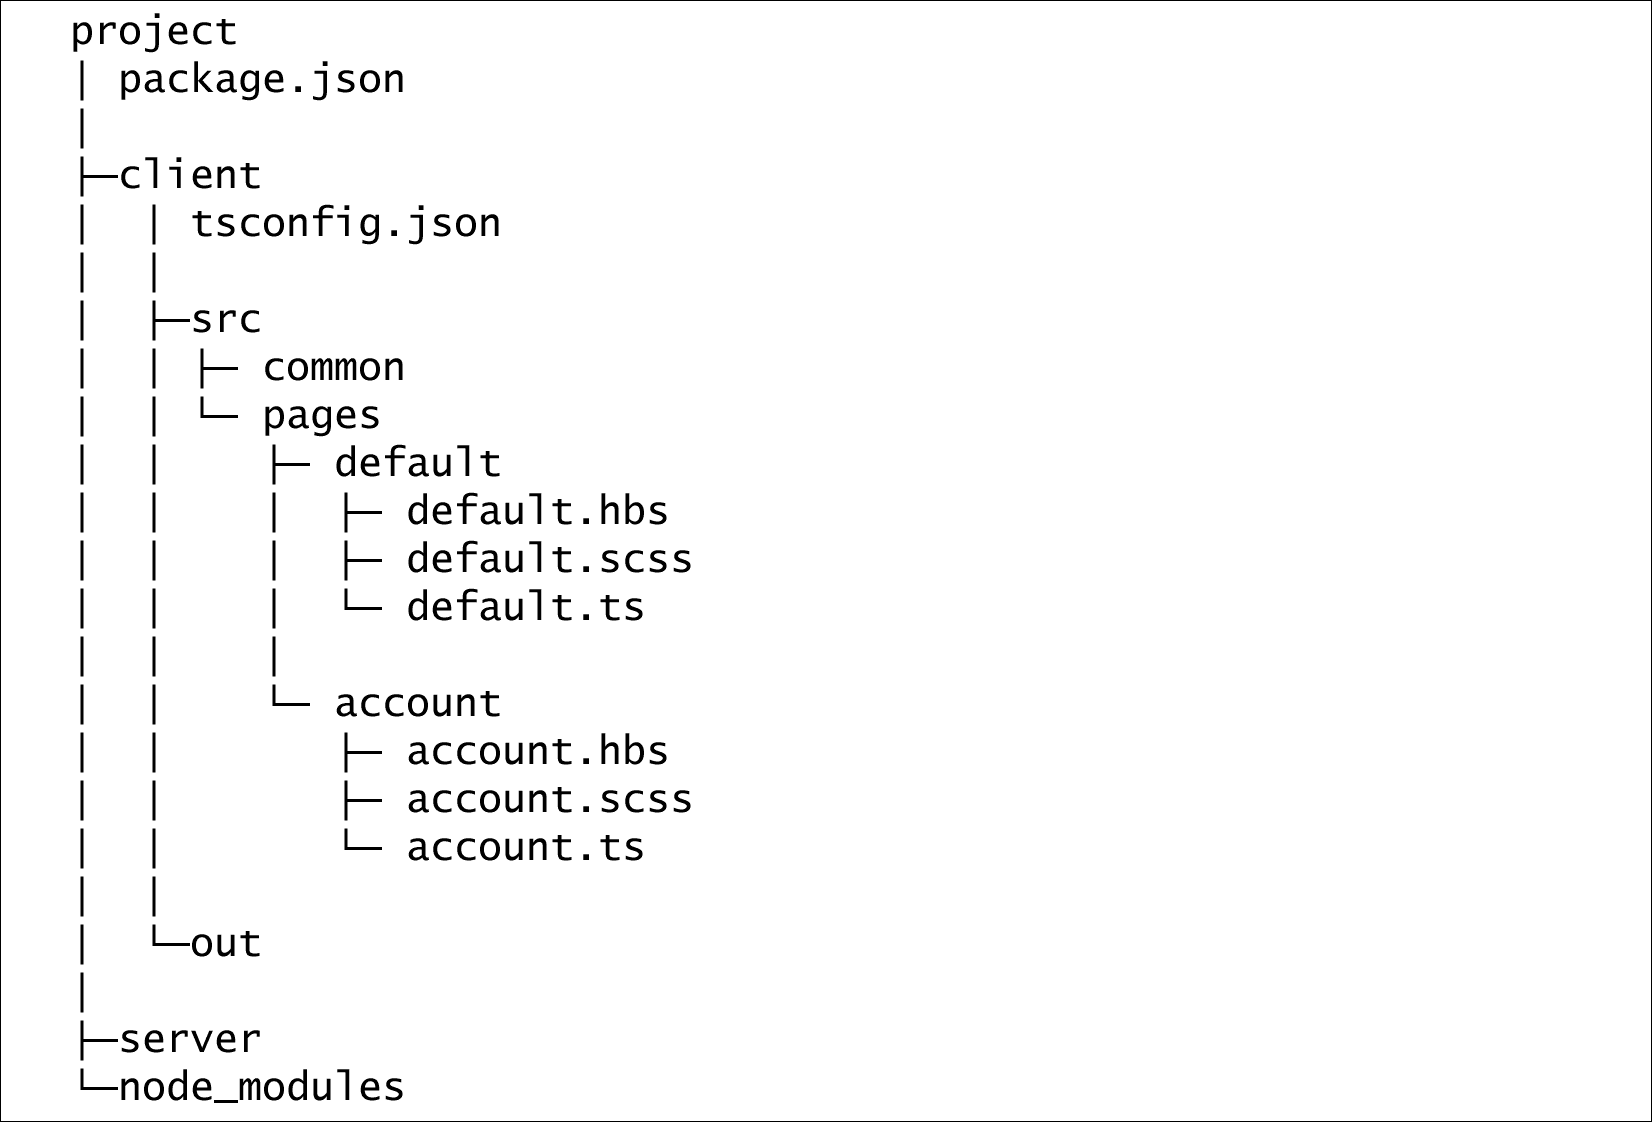 project
│ package.json
│
├─client
│  │ tsconfig.json
│  │
│  ├─src
│  │ ├─ common
│  │ └─ pages
│  │    ├─ default
│  │    │  ├─ default.hbs
│  │    │  ├─ default.scss
│  │    │  └─ default.ts
│  │    │
│  │    └─ account
│  │       ├─ account.hbs
│  │       ├─ account.scss
│  │       └─ account.ts
│  │
│  └─out
│
├─server
└─node_modules